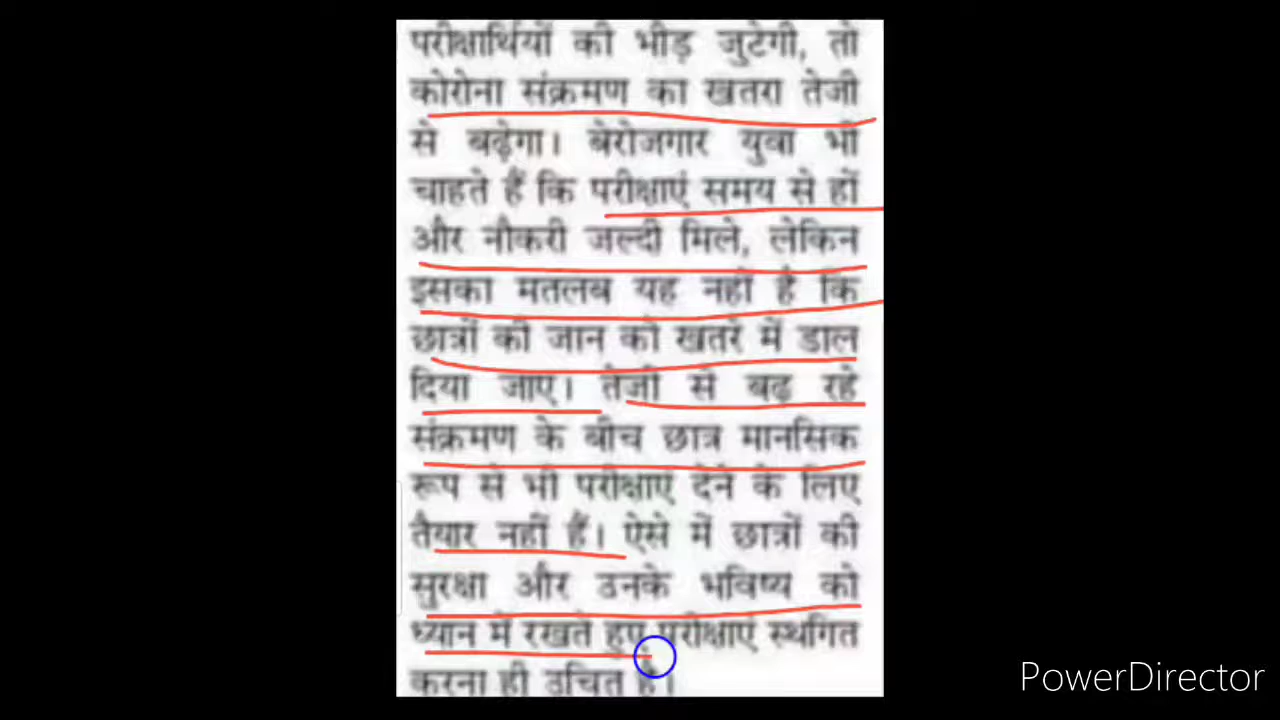 परीक्षार्थियों की भीड़ जुटेगी, तो
कोरोना संक्रमण का खतरा तेजी
से बढ़ेगा। बेरोजगार युवा भी
चाहते हैं कि परीक्षाएं समय से हों
और नौकरी जल्दी मिले, लेकिन
इसका मतलब यह नहीं है कि
छात्रों की जान को खतरे में डाल
दिया जाए। तेजी से बढ़ रहे
संक्रमण के बीच छात्र मानसिक
रूप से भी परीक्षाएं देने के लिए
तैयार नहीं हैं। ऐसे में छात्रों की
सुरक्षा और उनके भविष्य को
ध्यान में रखते हुए परीक्षाएं स्थगित
करना ही उचित है।
PowerDirector